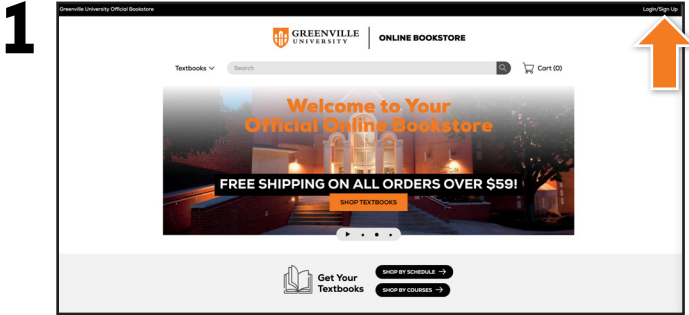 1
Greenville University Official Bookstore
Login/Sign Up
GREENVILLE
UNIVERSITY
ONLINE BOOKSTORE
Textbooks
Search
Cart (0)
Welcome to Your
Official Online Bookstore
FREE SHIPPING ON ALL ORDERS OVER $59!
SHOP TEXTBOOKS
Get Your
Textbooks
SHOP BY SCHEDULE →
SHOP BY COURSES →